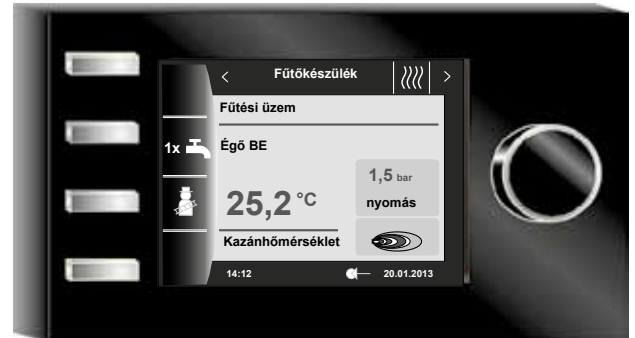 < Fűtőkészülék >
Fűtési üzem
1x
Égő BE
1,5 bar
nyomás
25,2 °C
Kazánhőmérséklet
14:12
20.01.2013